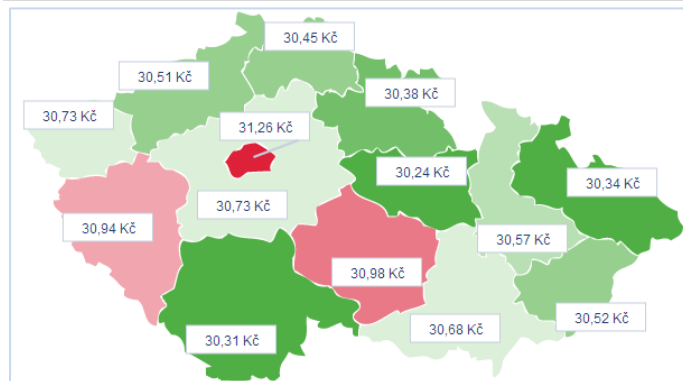 30,45 Kč
30,51 Kč
30,38 Kč
30,73 Kč
31,26 Kč
30,24 Kč
30,34 Kč
30,73 Kč
30,94 Kč
30,57 Kč
30,98 Kč
30,52 Kč
30,31 Kč
30,68 Kč